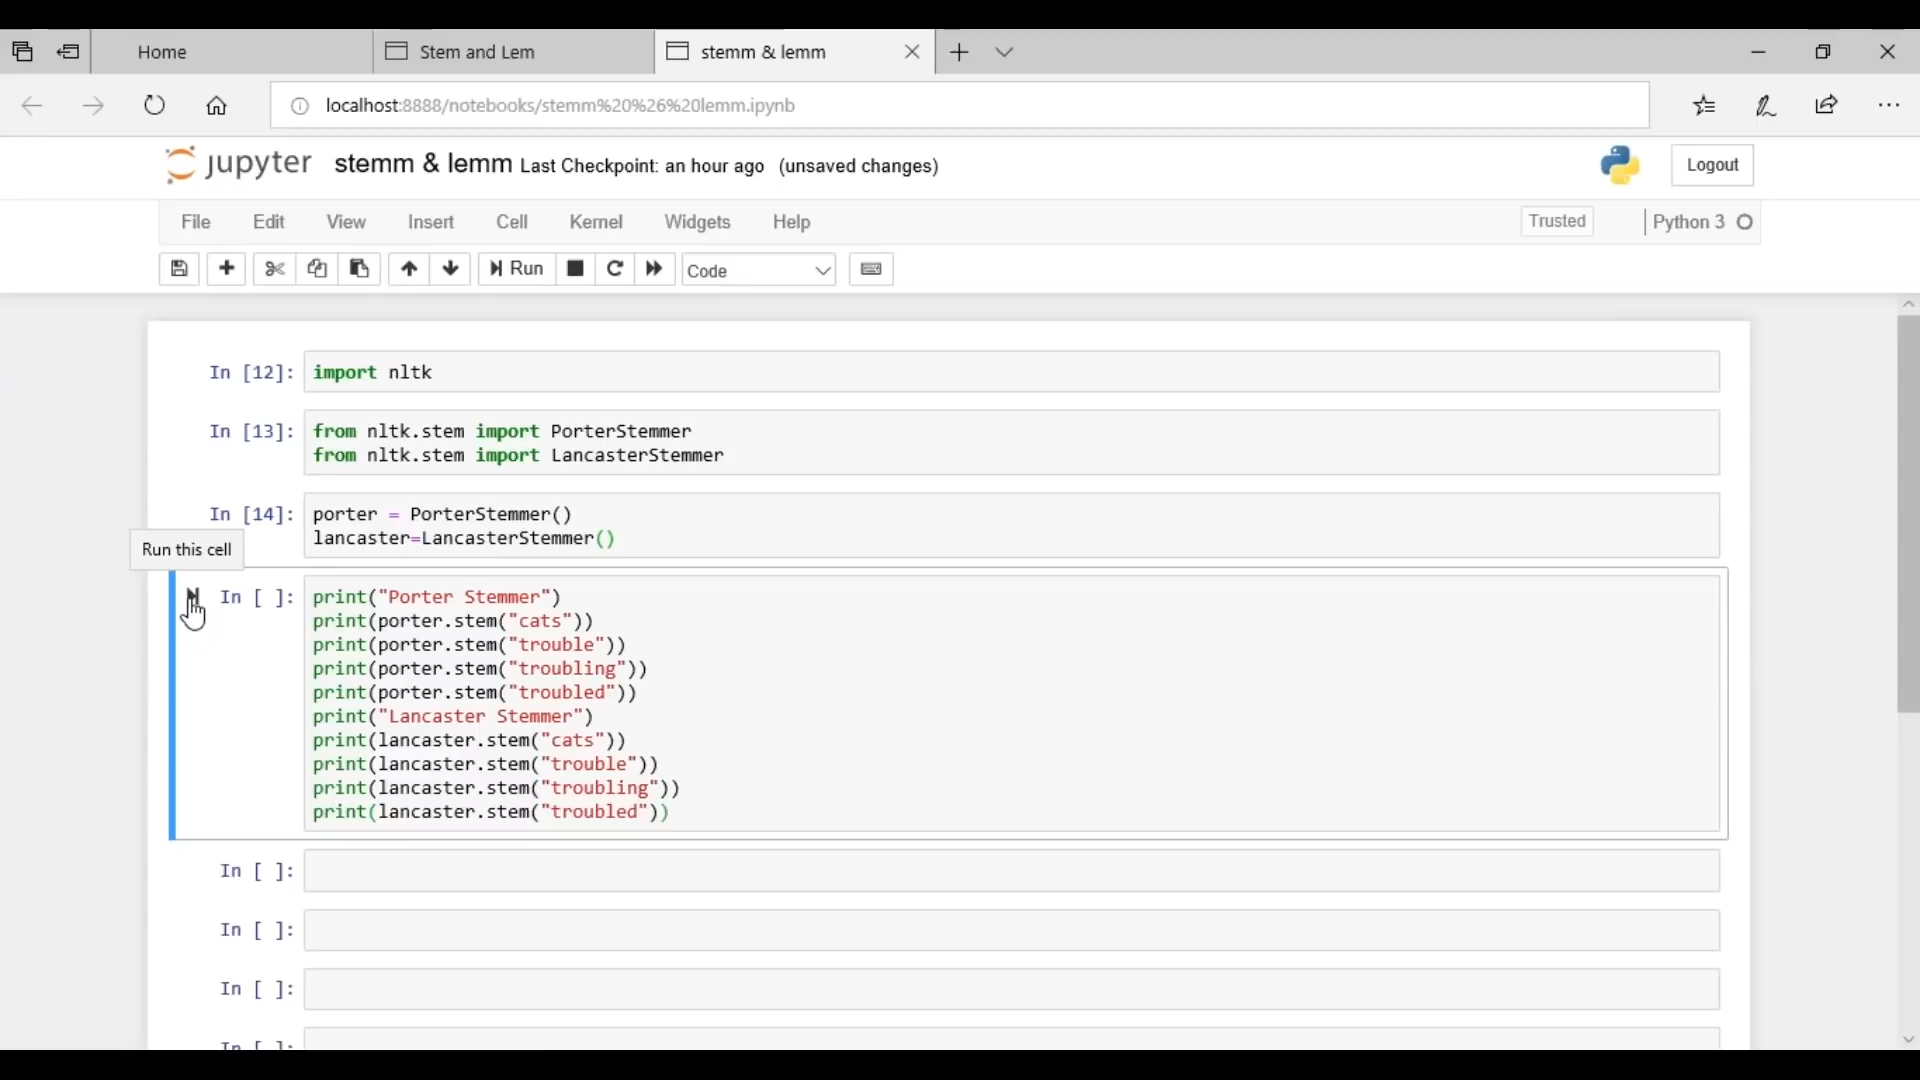 Home
Stem and Lem
stemm & lemm
localhost:8888/notebooks/stemm%20%26%20lemm.ipynb
jupyter stemm & lemm Last Checkpoint: an hour ago (unsaved changes)
Logout
File Edit View Insert Cell Kernel Widgets Help
Trusted
Python 3
Run
Code
In [12]: import nltk
In [13]: from nltk.stem import PorterStemmer
from nltk.stem import LancasterStemmer
In [14]: porter = PorterStemmer()
lancaster=LancasterStemmer()
Run this cell
In [ ]: print("Porter Stemmer")
print(porter.stem("cats"))
print(porter.stem("trouble"))
print(porter.stem("troubling"))
print(porter.stem("troubled"))
print("Lancaster Stemmer")
print(lancaster.stem("cats"))
print(lancaster.stem("trouble"))
print(lancaster.stem("troubling"))
print(lancaster.stem("troubled"))
In [ ]:
In [ ]:
In [ ]:
In [ ]: